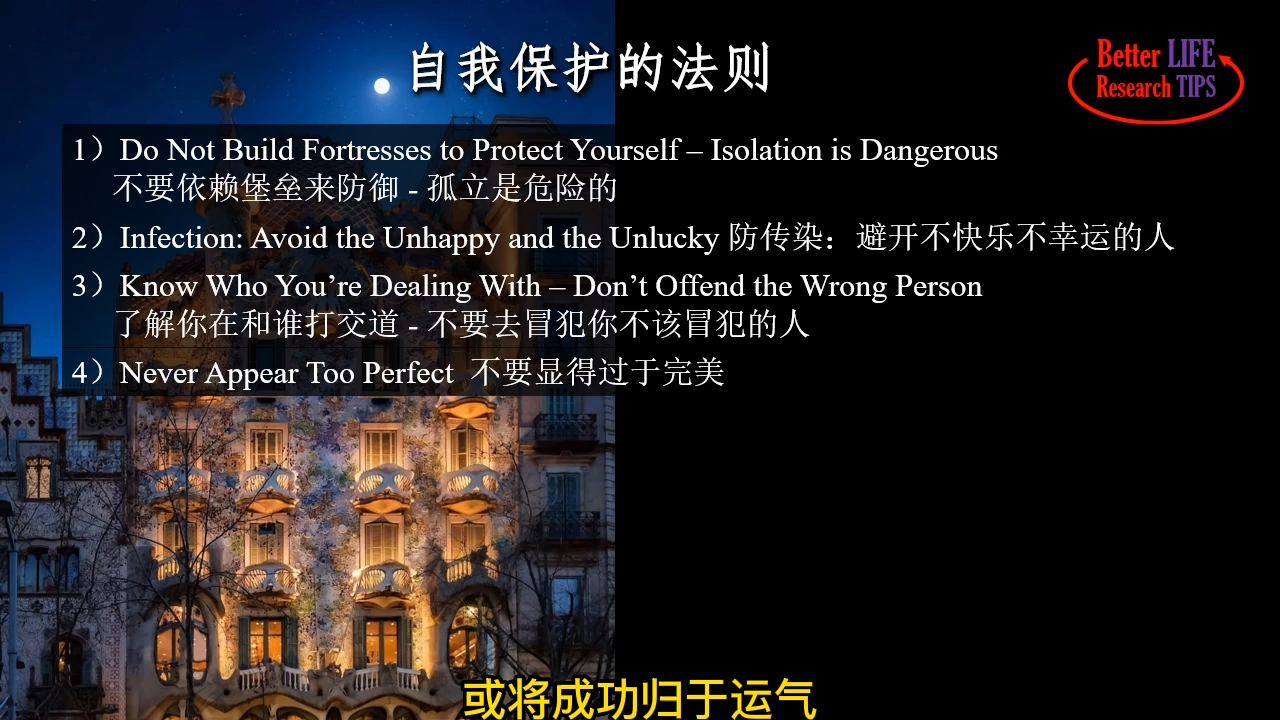 自我保护的法则
Better LIFE
Research TIPS
1）Do Not Build Fortresses to Protect Yourself – Isolation is Dangerous
不要依赖堡垒来防御 - 孤立是危险的
2）Infection: Avoid the Unhappy and the Unlucky 防传染：避开不快乐不幸运的人
3）Know Who You’re Dealing With – Don’t Offend the Wrong Person
了解你在和谁打交道 - 不要去冒犯你不该冒犯的人
4）Never Appear Too Perfect 不要显得过于完美
或将成功归于运气